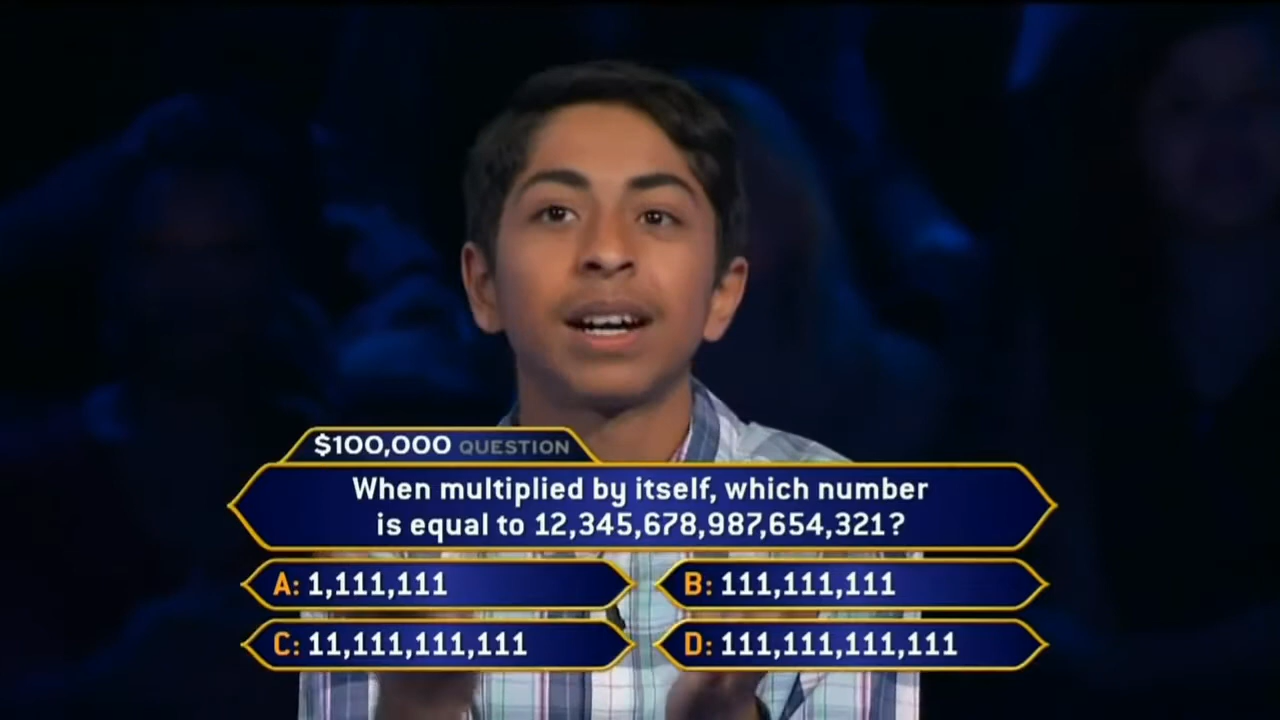 $100,000 QUESTION
When multiplied by itself, which number
is equal to 12,345,678,987,654,321?
A: 1,111,111
B: 111,111,111
C: 11,111,111,111
D: 111,111,111,111